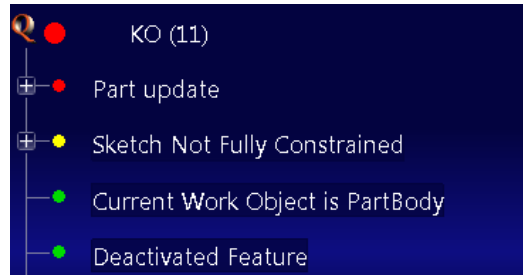 Q KO (11)
Part update
Sketch Not Fully Constrained
Current Work Object is PartBody
Deactivated Feature